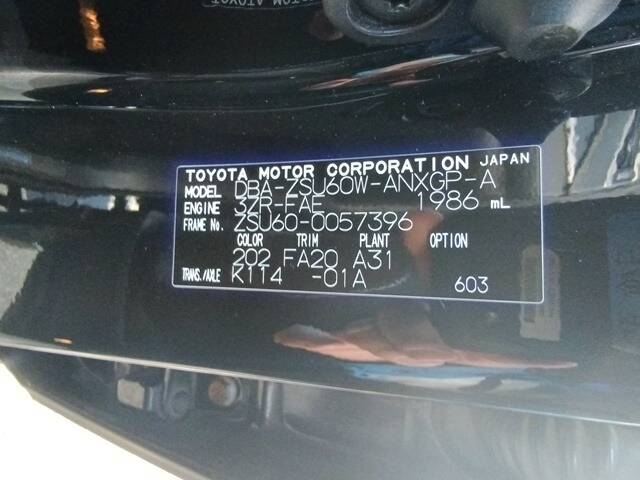 TOYOTA MOTOR CORPORATION JAPAN
MODEL DBA-ZSU60W-ANXGP-A
ENGINE 3ZR-FAE 1986 mL
FRAME No. ZSU60-0057396
COLOR TRIM PLANT OPTION
202 FA20 A31
TRANS./AXLE K114 -01A 603